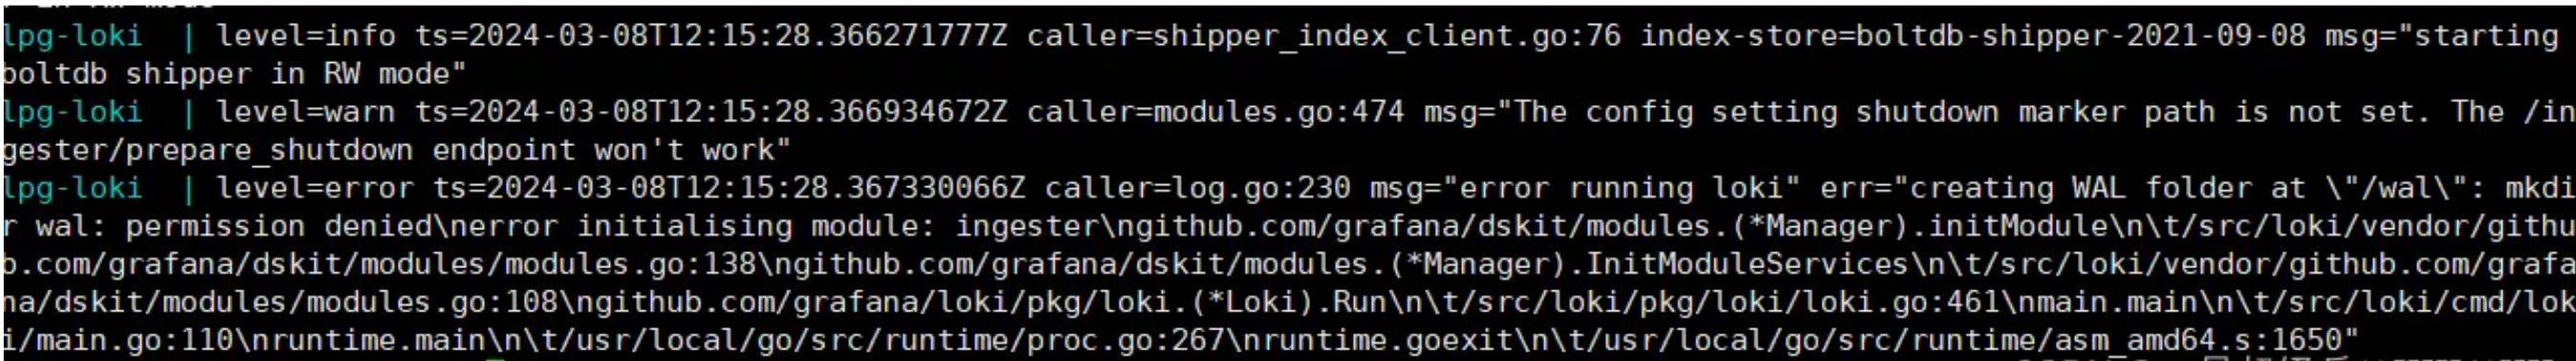 lpg-loki  | level=info ts=2024-03-08T12:15:28.366271777Z caller=shipper_index_client.go:76 index-store=boltdb-shipper-2021-09-08 msg="starting
boltdb shipper in RW mode"
lpg-loki  | level=warn ts=2024-03-08T12:15:28.366934672Z caller=modules.go:474 msg="The config setting shutdown marker path is not set. The /in
gester/prepare_shutdown endpoint won't work"
lpg-loki  | level=error ts=2024-03-08T12:15:28.367330066Z caller=log.go:230 msg="error running loki" err="creating WAL folder at \"/wal\": mkdi
r wal: permission denied\nerror initialising module: ingester\ngithub.com/grafana/dskit/modules.(*Manager).initModule\n\t/src/loki/vendor/githu
b.com/grafana/dskit/modules/modules.go:138\ngithub.com/grafana/dskit/modules.(*Manager).InitModuleServices\n\t/src/loki/vendor/github.com/grafa
na/dskit/modules/modules.go:108\ngithub.com/grafana/loki/pkg/loki.(*Loki).Run\n\t/src/loki/pkg/loki/loki.go:461\nmain.main\n\t/src/loki/cmd/lok
i/main.go:110\nruntime.main\n\t/usr/local/go/src/runtime/proc.go:267\nruntime.goexit\n\t/usr/local/go/src/runtime/asm_amd64.s:1650"